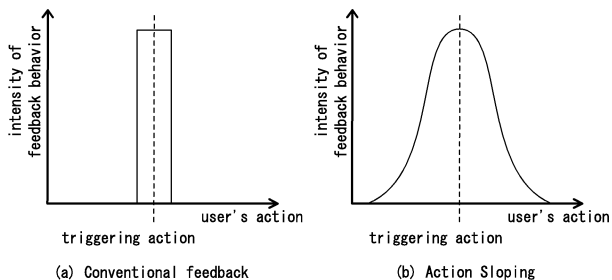 intensity of
feedback behavior
user's action
triggering action
(a) Conventional feedback
intensity of
feedback behavior
user's action
triggering action
(b) Action Sloping